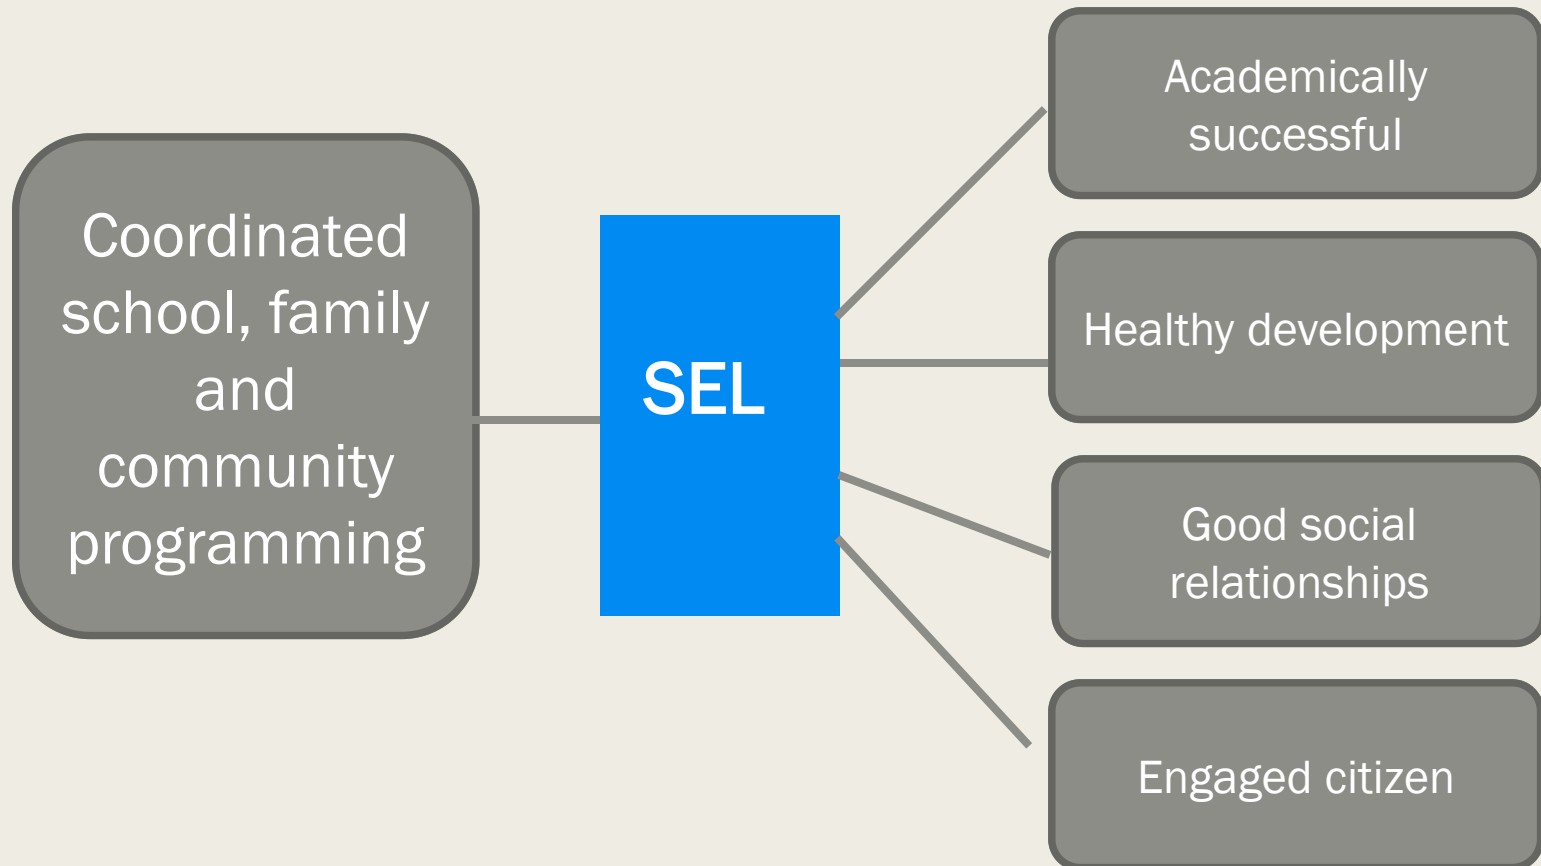 Coordinated
school, family
and
community
programming
SEL
Academically
successful
Healthy development
Good social
relationships
Engaged citizen